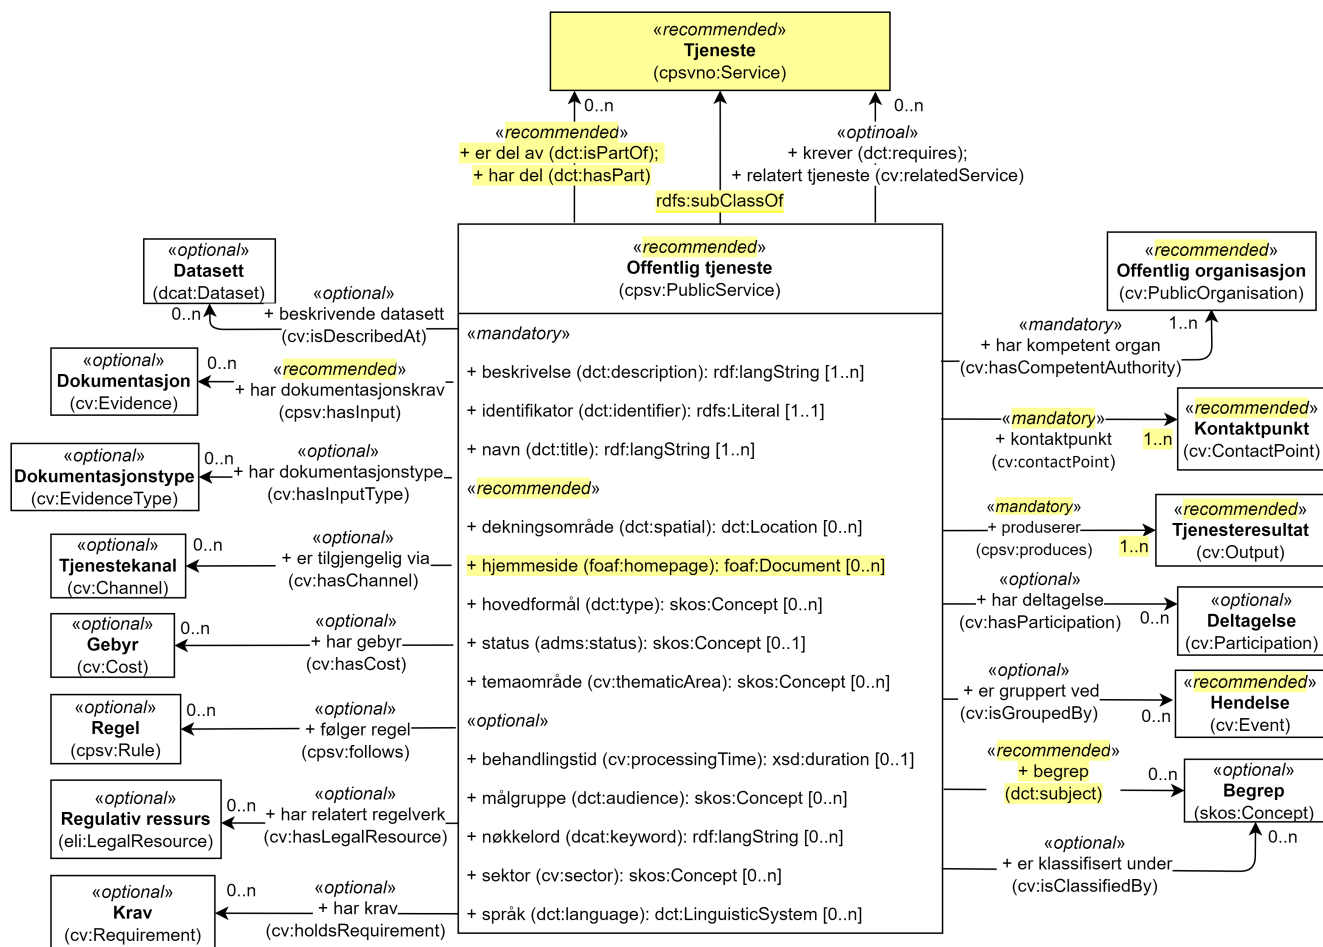 «recommended»
Tjeneste
(cpsvno:Service)
0..n
0..n
«recommended»
+ er del av (dct:isPartOf);
+ har del (dct:hasPart)
«optinoal»
+ krever (dct:requires);
+ relatert tjeneste (cv:relatedService)
rdfs:subClassOf
«recommended»
Offentlig tjeneste
(cpsv:PublicService)
«mandatory»
+ beskrivelse (dct:description): rdf:langString [1..n]
+ identifikator (dct:identifier): rdfs:Literal [1..1]
+ navn (dct:title): rdf:langString [1..n]
«recommended»
+ dekningsområde (dct:spatial): dct:Location [0..n]
+ hjemmeside (foaf:homepage): foaf:Document [0..n]
+ hovedformål (dct:type): skos:Concept [0..n]
+ status (adms:status): skos:Concept [0..1]
+ temaområde (cv:thematicArea): skos:Concept [0..n]
«optional»
+ behandlingstid (cv:processingTime): xsd:duration [0..1]
+ målgruppe (dct:audience): skos:Concept [0..n]
+ nøkkelord (dcat:keyword): rdf:langString [0..n]
+ sektor (cv:sector): skos:Concept [0..n]
+ språk (dct:language): dct:LinguisticSystem [0..n]
«optional»
Datasett
(dcat:Dataset)
0..n
«optional»
+ beskrivende datasett
(cv:isDescribedAt)
«optional»
Dokumentasjon
(cv:Evidence)
0..n
«recommended»
+ har dokumentasjonskrav
(cpsv:hasInput)
«optional»
Dokumentasjonstype
(cv:EvidenceType)
0..n
«optional»
+ har dokumentasjonstype
(cv:hasInputType)
«optional»
Tjenestekanal
(cv:Channel)
0..n
«optional»
+ er tilgjengelig via
(cv:hasChannel)
«optional»
Gebyr
(cv:Cost)
0..n
«optional»
+ har gebyr
(cv:hasCost)
«optional»
Regel
(cpsv:Rule)
0..n
«optional»
+ følger regel
(cpsv:follows)
«optional»
Regulativ ressurs
(eli:LegalResource)
0..n
«optional»
+ har relatert regelverk
(cv:hasLegalResource)
«optional»
Krav
(cv:Requirement)
0..n
«optional»
+ har krav
(cv:holdsRequirement)
«recommended»
Offentlig organisasjon
(cv:PublicOrganisation)
«mandatory»
+ har kompetent organ
(cv:hasCompetentAuthority)
1..n
«mandatory»
+ kontaktpunkt
(cv:contactPoint)
1..n
«recommended»
Kontaktpunkt
(cv:ContactPoint)
«mandatory»
+ produserer
(cpsv:produces)
1..n
«recommended»
Tjenesteresultat
(cv:Output)
«optional»
+ har deltagelse
(cv:hasParticipation)
0..n
«optional»
Deltagelse
(cv:Participation)
«optional»
+ er gruppert ved
(cv:isGroupedBy)
0..n
«recommended»
Hendelse
(cv:Event)
«recommended»
+ begrep
(dct:subject)
0..n
«optional»
Begrep
(skos:Concept)
«optional»
+ er klassifisert under
(cv:isClassifiedBy)
0..n